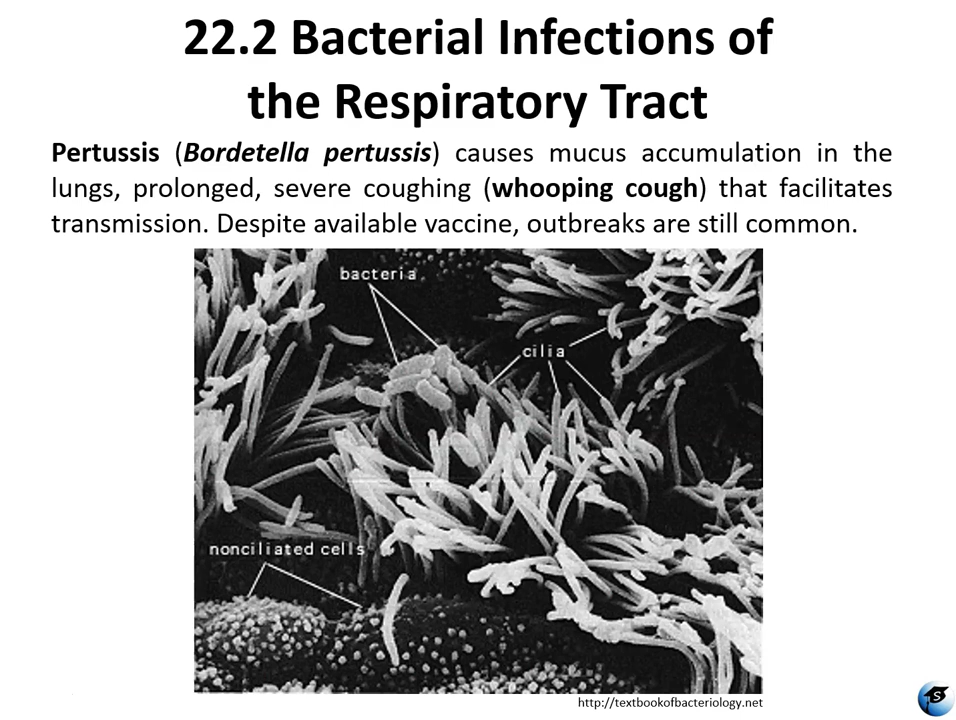 22.2 Bacterial Infections of
the Respiratory Tract
Pertussis (Bordetella pertussis) causes mucus accumulation in the
lungs, prolonged, severe coughing (whooping cough) that facilitates
transmission. Despite available vaccine, outbreaks are still common.
bacteria
cilia
nonciliated cells
http://textbookofbacteriology.net
S